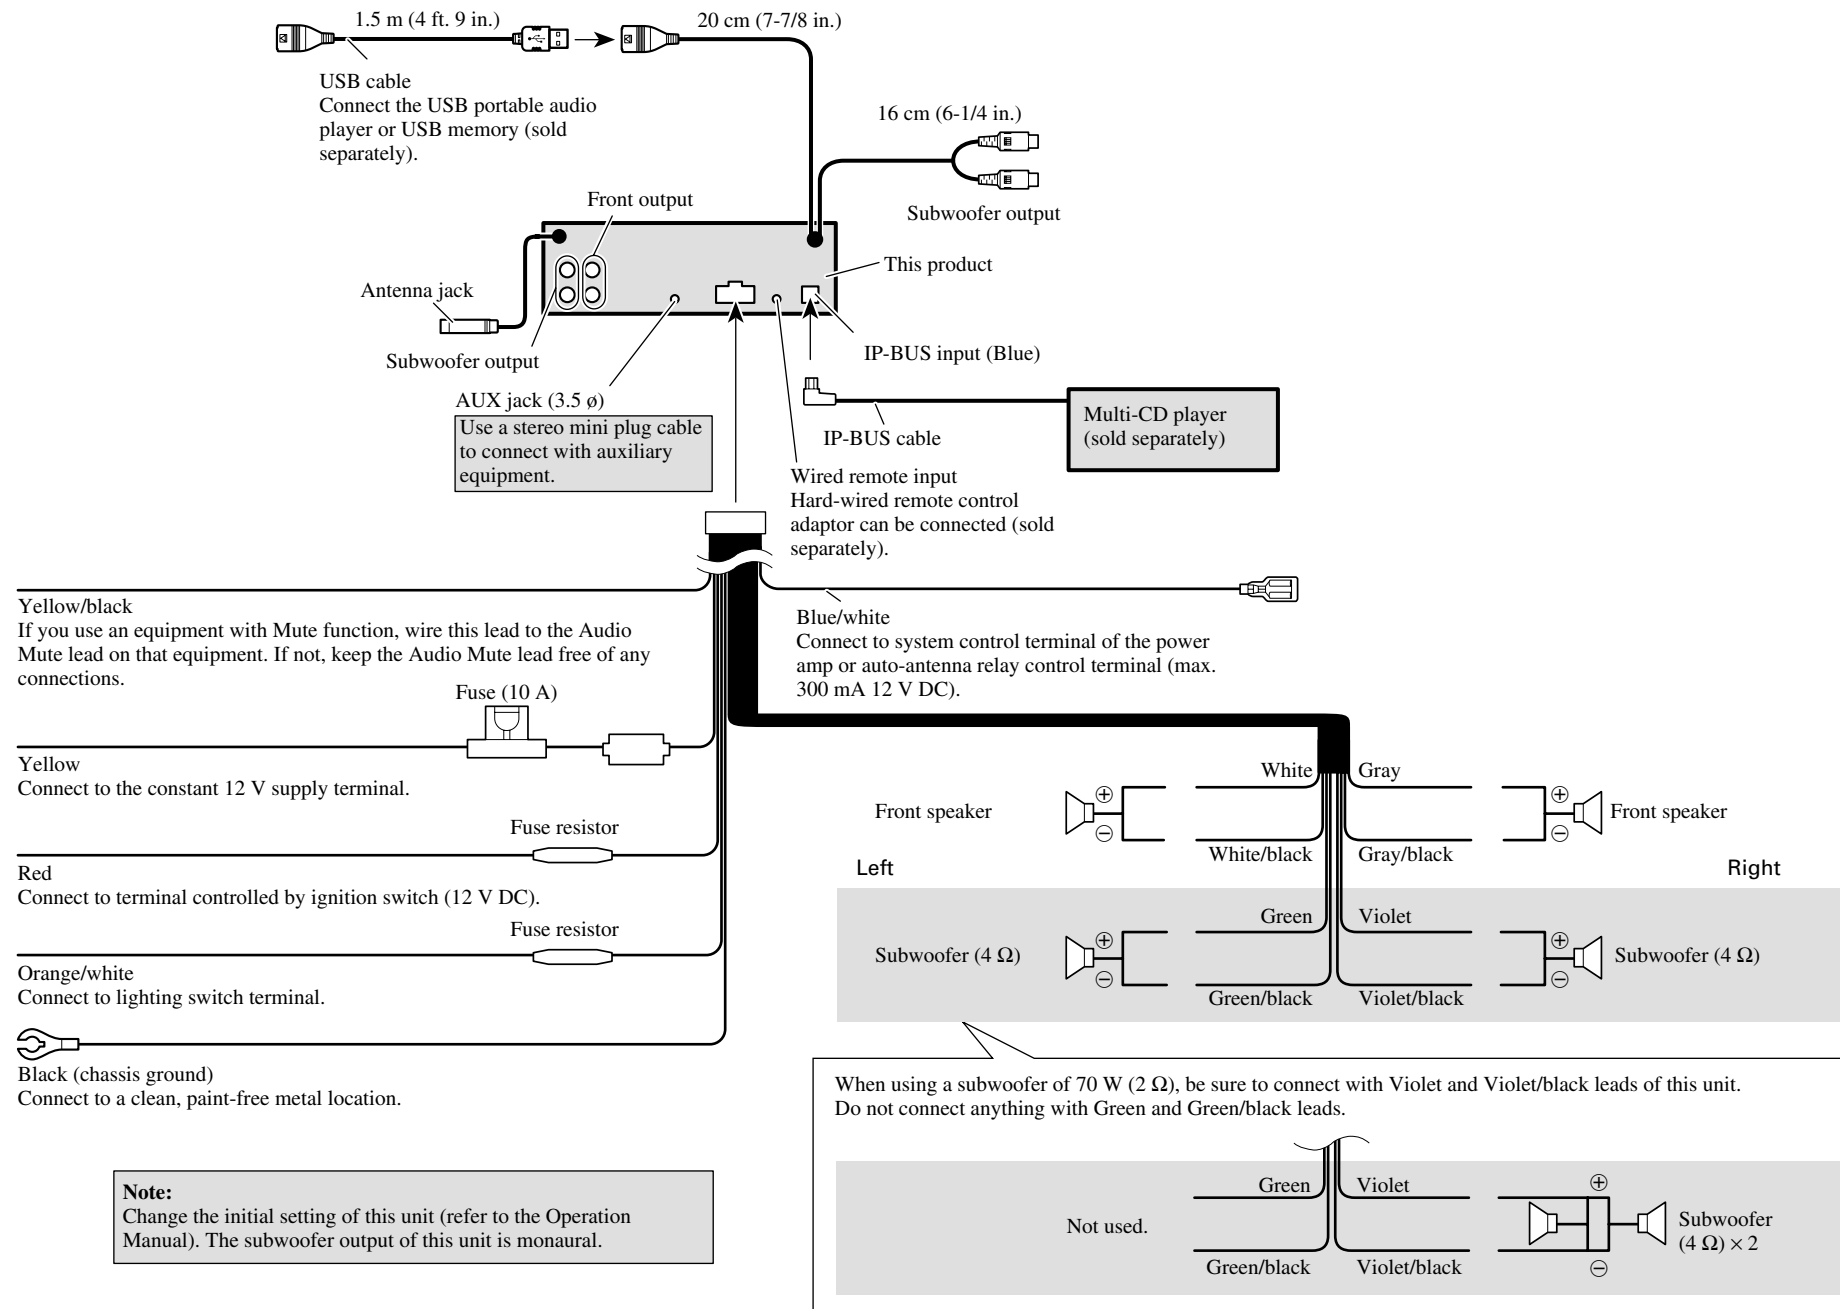 1.5 m (4 ft. 9 in.)
20 cm (7-7/8 in.)
USB cable
Connect the USB portable audio
player or USB memory (sold
separately).
16 cm (6-1/4 in.)
Subwoofer output
Front output
This product
Antenna jack
Subwoofer output
IP-BUS input (Blue)
AUX jack (3.5 ø)
Use a stereo mini plug cable
to connect with auxiliary
equipment.
IP-BUS cable
Multi-CD player
(sold separately)
Wired remote input
Hard-wired remote control
adaptor can be connected (sold
separately).
Yellow/black
If you use an equipment with Mute function, wire this lead to the Audio
Mute lead on that equipment. If not, keep the Audio Mute lead free of any
connections.
Blue/white
Connect to system control terminal of the power
amp or auto-antenna relay control terminal (max.
300 mA 12 V DC).
Fuse (10 A)
Yellow
Connect to the constant 12 V supply terminal.
Fuse resistor
Red
Connect to terminal controlled by ignition switch (12 V DC).
Fuse resistor
Orange/white
Connect to lighting switch terminal.
Black (chassis ground)
Connect to a clean, paint-free metal location.
White
Gray
Front speaker
⊕
⊖
⊕
⊖
Front speaker
White/black
Gray/black
Left
Right
Green
Violet
Subwoofer (4 Ω)
⊕
⊖
⊕
⊖
Subwoofer (4 Ω)
Green/black
Violet/black
When using a subwoofer of 70 W (2 Ω), be sure to connect with Violet and Violet/black leads of this unit.
Do not connect anything with Green and Green/black leads.
Green
Violet
⊕
Not used.
Subwoofer
(4 Ω) × 2
Green/black
Violet/black
⊖
Note:
Change the initial setting of this unit (refer to the Operation
Manual). The subwoofer output of this unit is monaural.